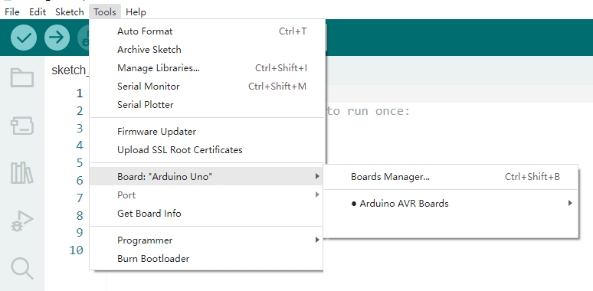 File Edit Sketch Tools Help
Auto Format Ctrl+T
Archive Sketch
Manage Libraries... Ctrl+Shift+I
Serial Monitor Ctrl+Shift+M
Serial Plotter
Firmware Updater
Upload SSL Root Certificates
Board: "Arduino Uno"
Port
Get Board Info
Programmer
Burn Bootloader
Boards Manager... Ctrl+Shift+B
● Arduino AVR Boards
sketch_
1
2 to run once:
3
4
5
6
7
8
9
10